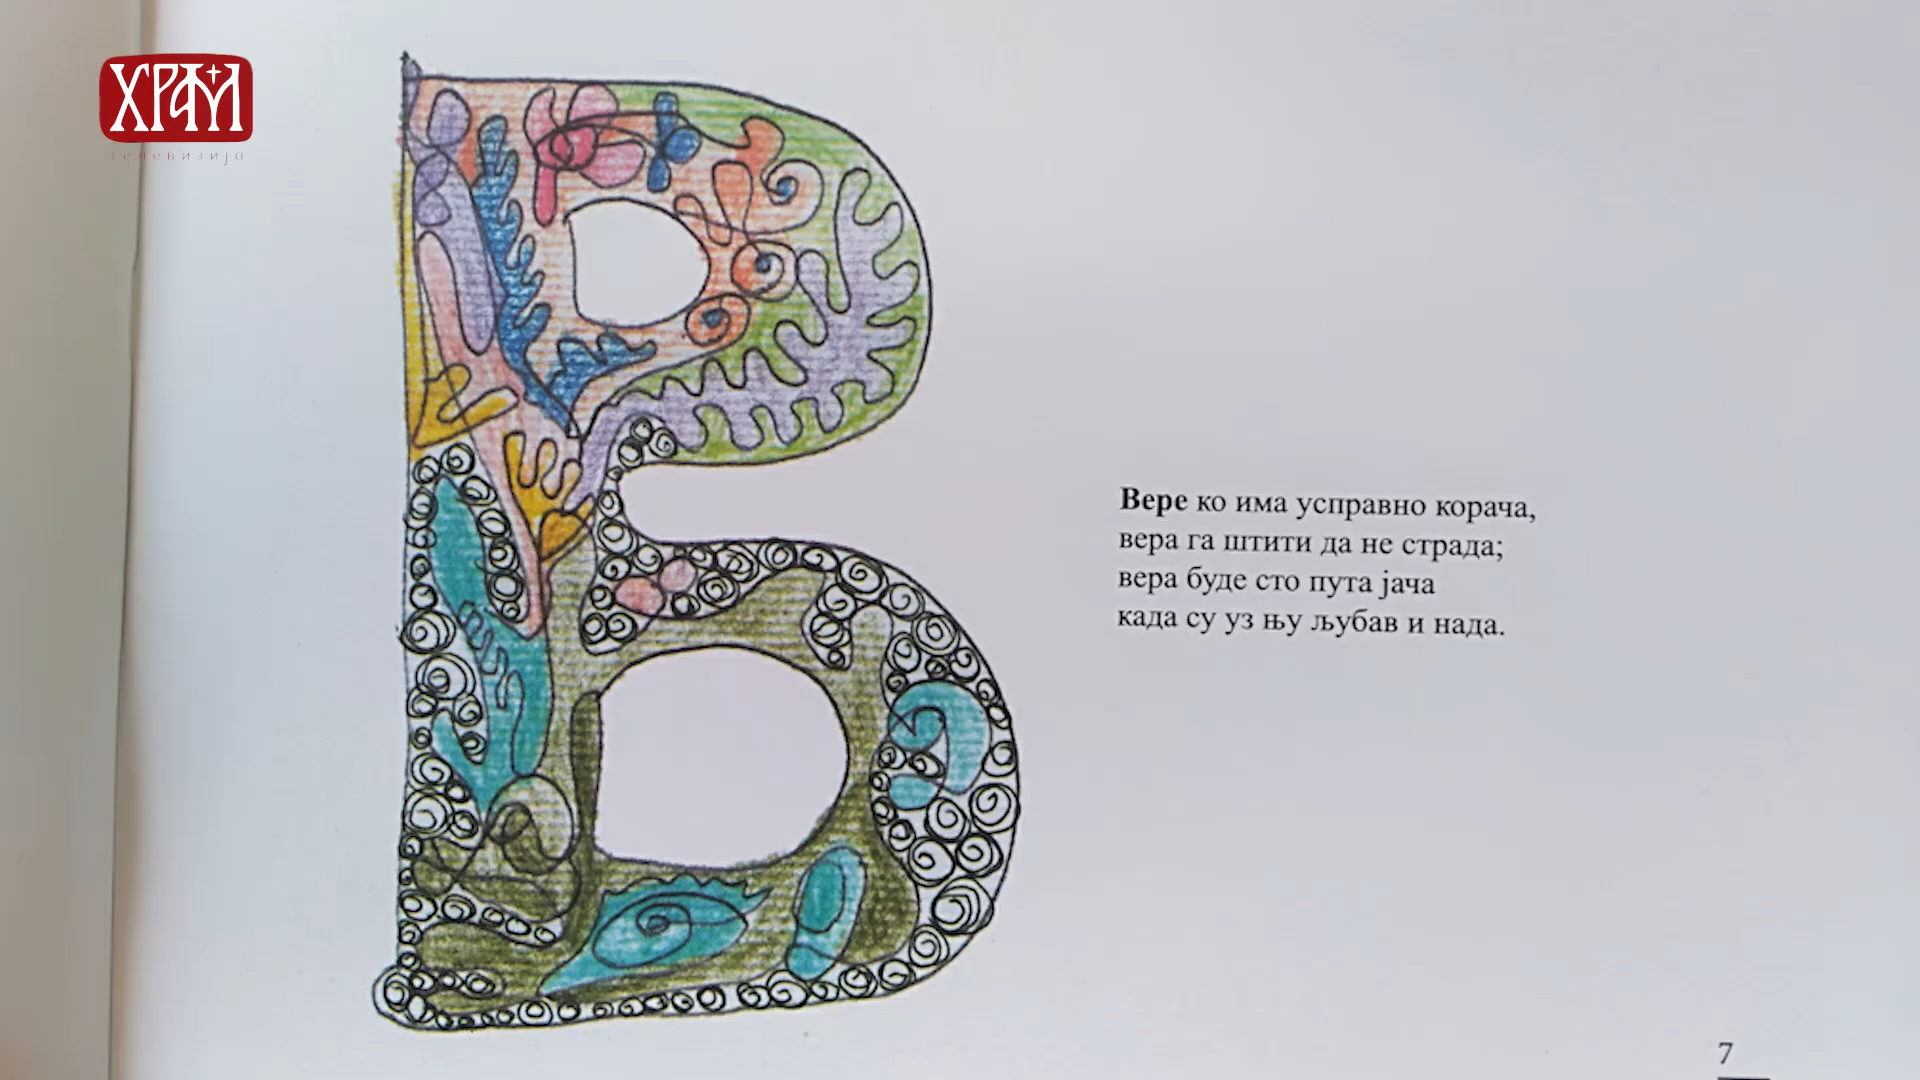 ХРАМ
телевизија
В
Вере ко има усправно корача,
вера га штити да не страда;
вера буде сто пута јача
када су уз њу љубав и нада.
7